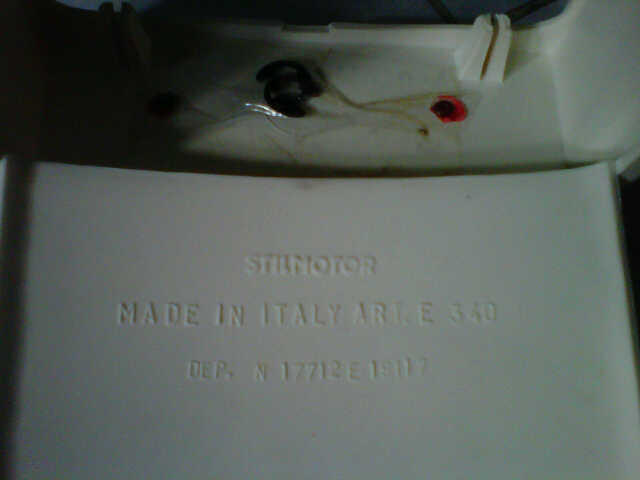 STILMOTOR
MADE IN ITALY ART. E 340
DEP. N 17712 E 19117